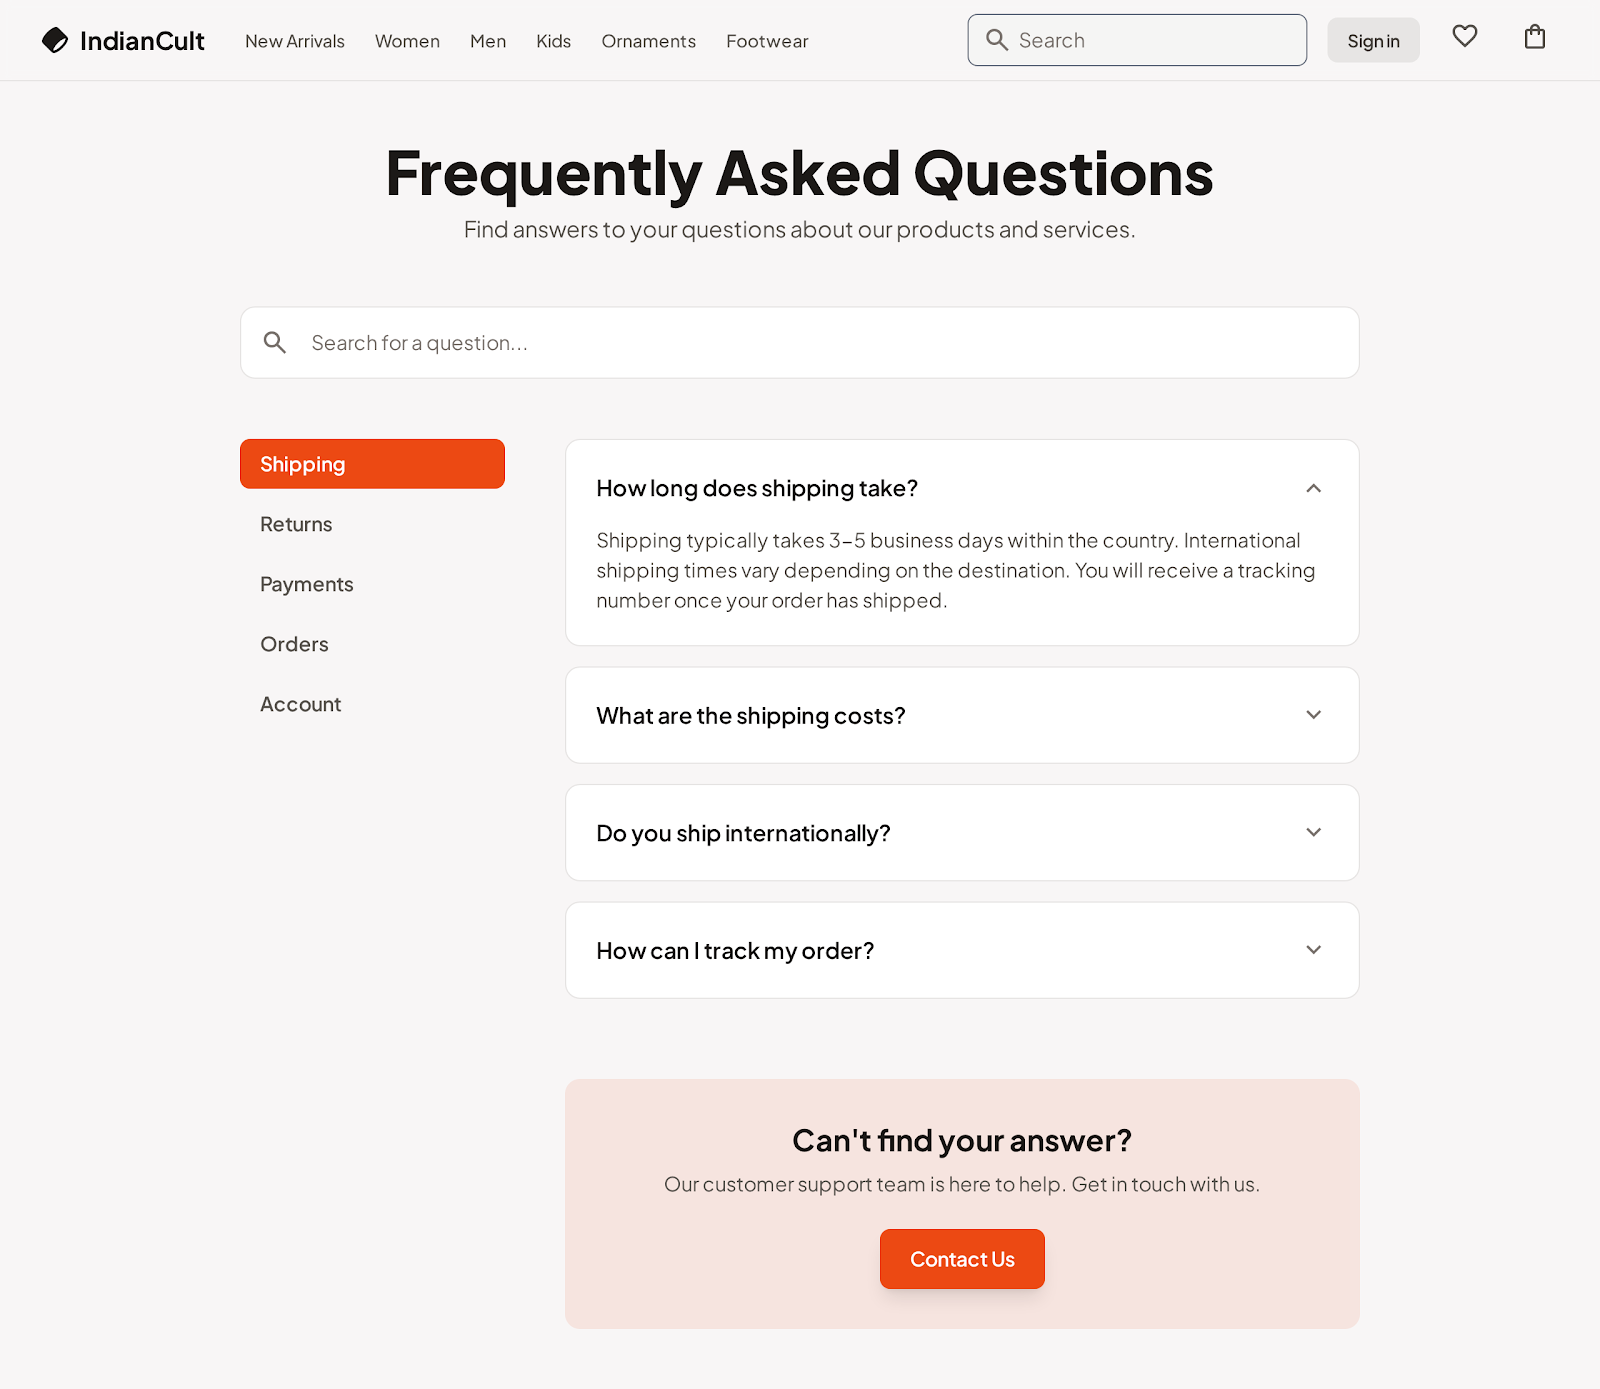 IndianCult
New Arrivals
Women
Men
Kids
Ornaments
Footwear
Search
Sign in
Frequently Asked Questions
Find answers to your questions about our products and services.
Search for a question...
Shipping
Returns
Payments
Orders
Account
How long does shipping take?
Shipping typically takes 3–5 business days within the country. International
shipping times vary depending on the destination. You will receive a tracking
number once your order has shipped.
What are the shipping costs?
Do you ship internationally?
How can I track my order?
Can't find your answer?
Our customer support team is here to help. Get in touch with us.
Contact Us